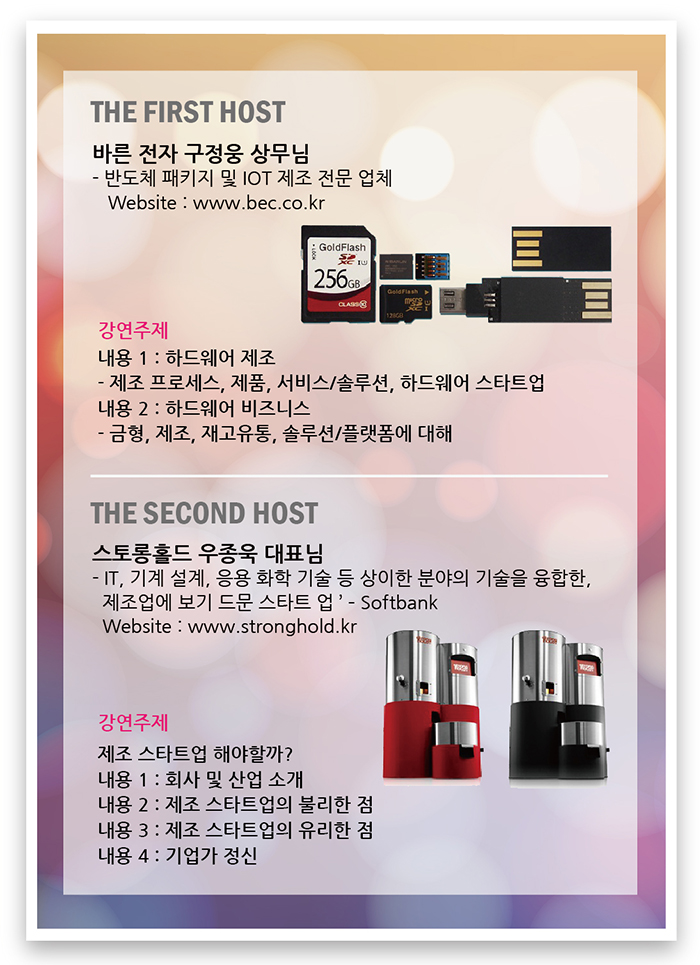 THE FIRST HOST
바른 전자 구정웅 상무님
- 반도체 패키지 및 IOT 제조 전문 업체
Website : www.bec.co.kr
GoldFlash
LOCK
SD
XC I
256GB
CLASS 10
GoldFlash
micro SD
XC I
128GB
강연주제
내용 1 : 하드웨어 제조
- 제조 프로세스, 제품, 서비스/솔루션, 하드웨어 스타트업
내용 2 : 하드웨어 비즈니스
- 금형, 제조, 재고유통, 솔루션/플랫폼에 대해
THE SECOND HOST
스토롱홀드 우종욱 대표님
- IT, 기계 설계, 응용 화학 기술 등 상이한 분야의 기술을 융합한,
제조업에 보기 드문 스타트 업 ’ - Softbank
Website : www.stronghold.kr
강연주제
제조 스타트업 해야할까?
내용 1 : 회사 및 산업 소개
내용 2 : 제조 스타트업의 불리한 점
내용 3 : 제조 스타트업의 유리한 점
내용 4 : 기업가 정신